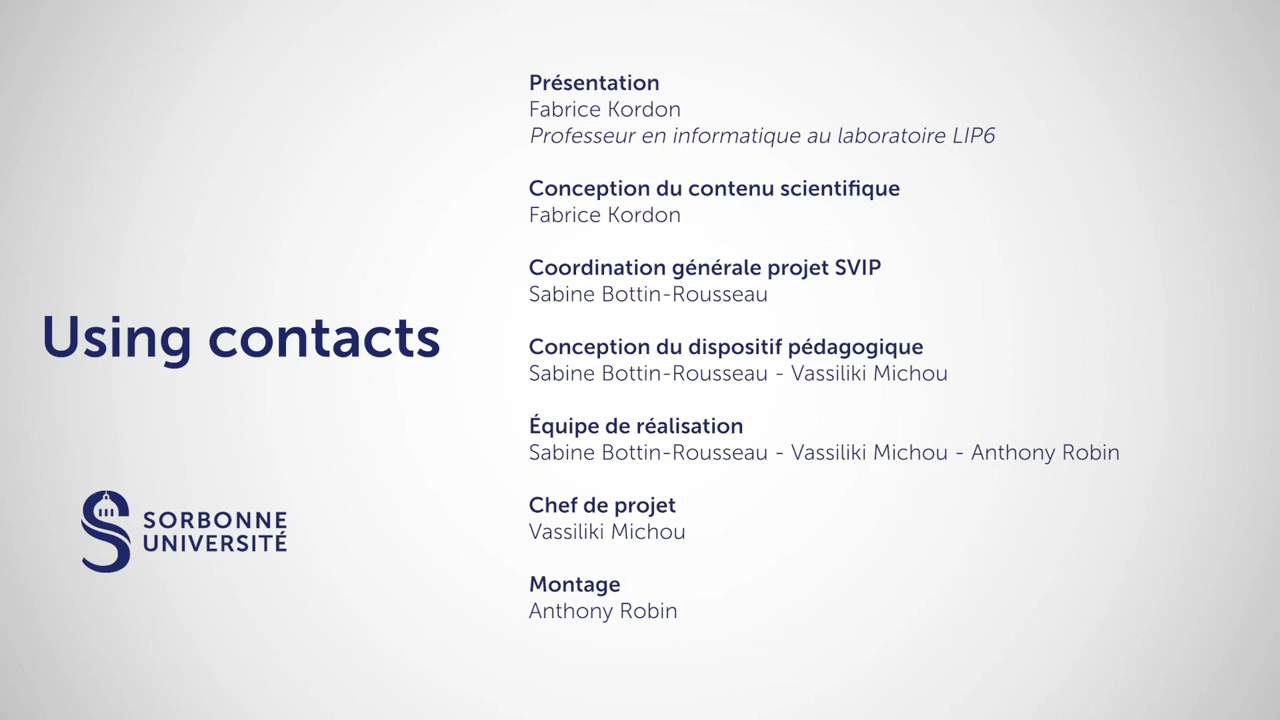 Using contacts
SORBONNE
UNIVERSITÉ
Présentation
Fabrice Kordon
Professeur en informatique au laboratoire LIP6
Conception du contenu scientifique
Fabrice Kordon
Coordination générale projet SVIP
Sabine Bottin-Rousseau
Conception du dispositif pédagogique
Sabine Bottin-Rousseau - Vassiliki Michou
Équipe de réalisation
Sabine Bottin-Rousseau - Vassiliki Michou - Anthony Robin
Chef de projet
Vassiliki Michou
Montage
Anthony Robin